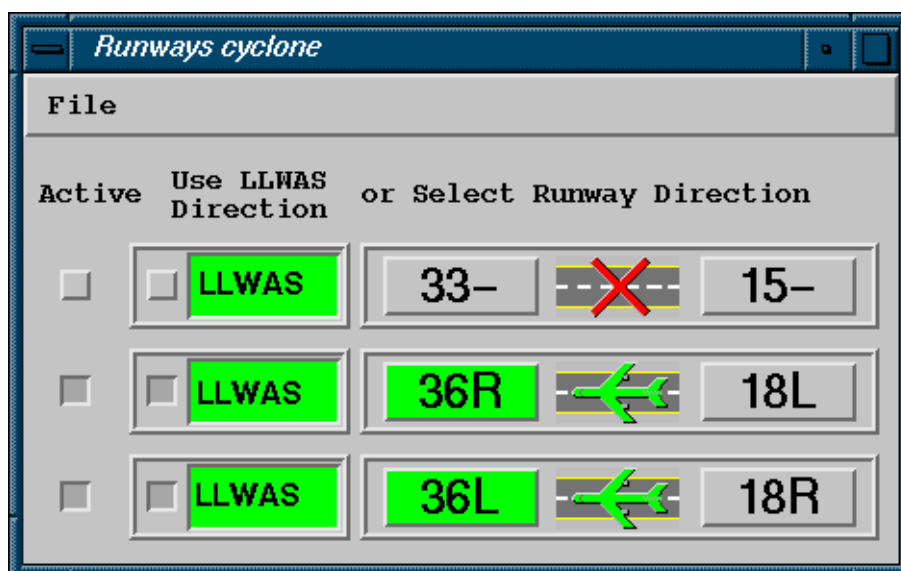 Runways cyclone
File
Active Use LLWAS Direction or Select Runway Direction
LLWAS 33– 15–
LLWAS 36R 18L
LLWAS 36L 18R